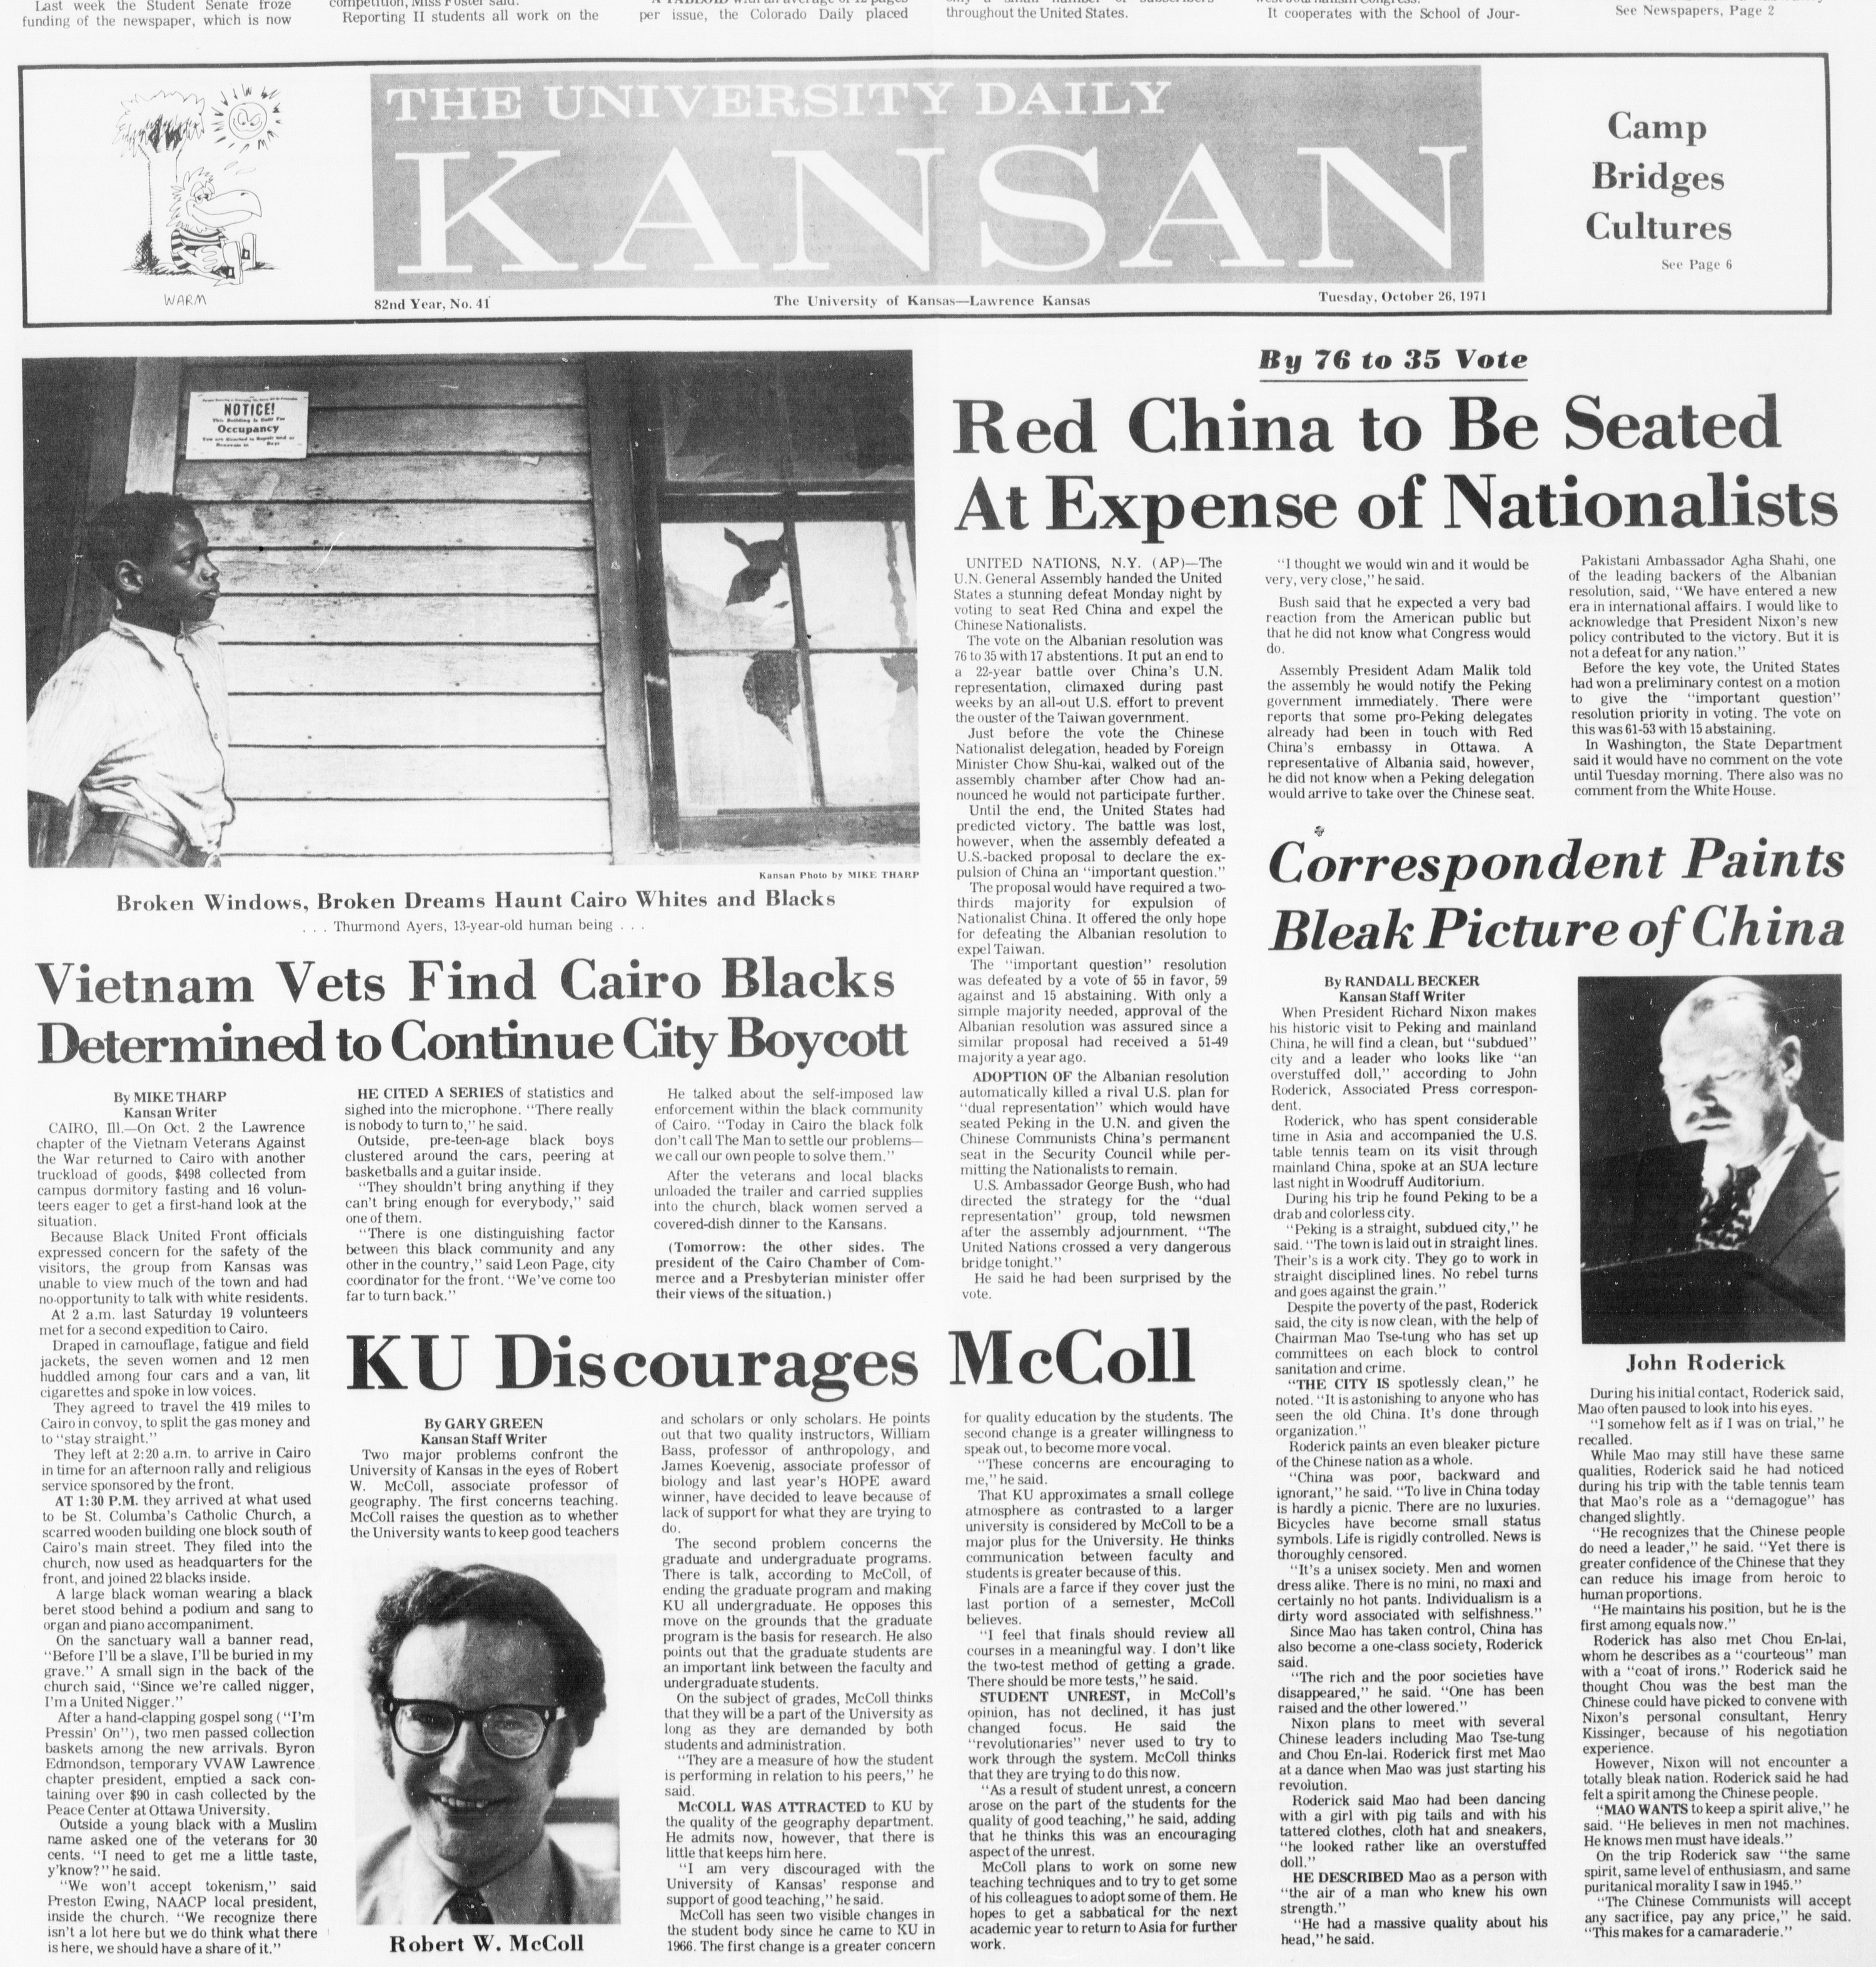 Last week the Student Senate froze
funding of the newspaper, which is now
competition, Miss Foster said.
Reporting II students all work on the
per issue, the Colorado Daily placed
throughout the United States.
It cooperates with the School of Jour-
See Newspapers, Page 2
WARM
THE UNIVERSITY DAILY
KANSAN
82nd Year, No. 41
The University of Kansas—Lawrence Kansas
Tuesday, October 26, 1971
Camp
Bridges
Cultures
See Page 6
NOTICE!
This Building Is Unfit For
Occupancy
Kansan Photo by MIKE THARP
Broken Windows, Broken Dreams Haunt Cairo Whites and Blacks
. . . Thurmond Ayers, 13-year-old human being . . .
Vietnam Vets Find Cairo Blacks
Determined to Continue City Boycott
By MIKE THARP
Kansan Writer
CAIRO, Ill.—On Oct. 2 the Lawrence
chapter of the Vietnam Veterans Against
the War returned to Cairo with another
truckload of goods, $498 collected from
campus dormitory fasting and 16 volun-
teers eager to get a first-hand look at the
situation.
Because Black United Front officials
expressed concern for the safety of the
visitors, the group from Kansas was
unable to view much of the town and had
no opportunity to talk with white residents.
At 2 a.m. last Saturday 19 volunteers
met for a second expedition to Cairo.
Draped in camouflage, fatigue and field
jackets, the seven women and 12 men
huddled among four cars and a van, lit
cigarettes and spoke in low voices.
They agreed to travel the 419 miles to
Cairo in convoy, to split the gas money and
to "stay straight."
They left at 2:20 a.m. to arrive in Cairo
in time for an afternoon rally and religious
service sponsored by the front.
AT 1:30 P.M. they arrived at what used
to be St. Columba's Catholic Church, a
scarred wooden building one block south of
Cairo's main street. They filed into the
church, now used as headquarters for the
front, and joined 22 blacks inside.
A large black woman wearing a black
beret stood behind a podium and sang to
organ and piano accompaniment.
On the sanctuary wall a banner read,
"Before I'll be a slave, I'll be buried in my
grave." A small sign in the back of the
church said, "Since we're called nigger,
I'm a United Nigger."
After a hand-clapping gospel song ("I'm
Pressin' On"), two men passed collection
baskets among the new arrivals. Byron
Edmondson, temporary VVAW Lawrence
chapter president, emptied a sack con-
taining over $90 in cash collected by the
Peace Center at Ottawa University.
Outside a young black with a Muslim
name asked one of the veterans for 30
cents. "I need to get me a little taste,
y'know?" he said.
"We won't accept tokenism," said
Preston Ewing, NAACP local president,
inside the church. "We recognize there
isn't a lot here but we do think what there
is here, we should have a share of it."
HE CITED A SERIES of statistics and
sighed into the microphone. "There really
is nobody to turn to," he said.
Outside, pre-teen-age black boys
clustered around the cars, peering at
basketballs and a guitar inside.
"They shouldn't bring anything if they
can't bring enough for everybody," said
one of them.
"There is one distinguishing factor
between this black community and any
other in the country," said Leon Page, city
coordinator for the front. "We've come too
far to turn back."
He talked about the self-imposed law
enforcement within the black community
of Cairo. "Today in Cairo the black folk
don't call The Man to settle our problems—
we call our own people to solve them."
After the veterans and local blacks
unloaded the trailer and carried supplies
into the church, black women served a
covered-dish dinner to the Kansans.
(Tomorrow: the other sides. The
president of the Cairo Chamber of Com-
merce and a Presbyterian minister offer
their views of the situation.)
By 76 to 35 Vote
Red China to Be Seated
At Expense of Nationalists
UNITED NATIONS, N.Y. (AP)—The
U.N. General Assembly handed the United
States a stunning defeat Monday night by
voting to seat Red China and expel the
Chinese Nationalists.
The vote on the Albanian resolution was
76 to 35 with 17 abstentions. It put an end to
a 22-year battle over China's U.N.
representation, climaxed during past
weeks by an all-out U.S. effort to prevent
the ouster of the Taiwan government.
Just before the vote the Chinese
Nationalist delegation, headed by Foreign
Minister Chow Shu-kai, walked out of the
assembly chamber after Chow had an-
nounced he would not participate further.
Until the end, the United States had
predicted victory. The battle was lost,
however, when the assembly defeated a
U.S.-backed proposal to declare the ex-
pulsion of China an "important question."
The proposal would have required a two-
thirds majority for expulsion of
Nationalist China. It offered the only hope
for defeating the Albanian resolution to
expel Taiwan.
The "important question" resolution
was defeated by a vote of 55 in favor, 59
against and 15 abstaining. With only a
simple majority needed, approval of the
Albanian resolution was assured since a
similar proposal had received a 51-49
majority a year ago.
ADOPTION OF the Albanian resolution
automatically killed a rival U.S. plan for
"dual representation" which would have
seated Peking in the U.N. and given the
Chinese Communists China's permanent
seat in the Security Council while per-
mitting the Nationalists to remain.
U.S. Ambassador George Bush, who had
directed the strategy for the "dual
representation" group, told newsmen
after the assembly adjournment. "The
United Nations crossed a very dangerous
bridge tonight."
He said he had been surprised by the
vote.
"I thought we would win and it would be
very, very close," he said.
Bush said that he expected a very bad
reaction from the American public but
that he did not know what Congress would
do.
Assembly President Adam Malik told
the assembly he would notify the Peking
government immediately. There were
reports that some pro-Peking delegates
already had been in touch with Red
China's embassy in Ottawa. A
representative of Albania said, however,
he did not know when a Peking delegation
would arrive to take over the Chinese seat.
Pakistani Ambassador Agha Shahi, one
of the leading backers of the Albanian
resolution, said, "We have entered a new
era in international affairs. I would like to
acknowledge that President Nixon's new
policy contributed to the victory. But it is
not a defeat for any nation."
Before the key vote, the United States
had won a preliminary contest on a motion
to give the "important question"
resolution priority in voting. The vote on
this was 61-53 with 15 abstaining.
In Washington, the State Department
said it would have no comment on the vote
until Tuesday morning. There also was no
comment from the White House.
Correspondent Paints
Bleak Picture of China
By RANDALL BECKER
Kansan Staff Writer
When President Richard Nixon makes
his historic visit to Peking and mainland
China, he will find a clean, but "subdued"
city and a leader who looks like "an
overstuffed doll," according to John
Roderick, Associated Press correspon-
dent.
Roderick, who has spent considerable
time in Asia and accompanied the U.S.
table tennis team on its visit through
mainland China, spoke at an SUA lecture
last night in Woodruff Auditorium.
During his trip he found Peking to be a
drab and colorless city.
"Peking is a straight, subdued city," he
said. "The town is laid out in straight lines.
Their's is a work city. They go to work in
straight disciplined lines. No rebel turns
and goes against the grain."
Despite the poverty of the past, Roderick
said, the city is now clean, with the help of
Chairman Mao Tse-tung who has set up
committees on each block to control
sanitation and crime.
"THE CITY IS spotlessly clean," he
noted. "It is astonishing to anyone who has
seen the old China. It's done through
organization."
Roderick paints an even bleaker picture
of the Chinese nation as a whole.
"China was poor, backward and
ignorant," he said. "To live in China today
is hardly a picnic. There are no luxuries.
Bicycles have become small status
symbols. Life is rigidly controlled. News is
thoroughly censored.
"It's a unisex society. Men and women
dress alike. There is no mini, no maxi and
certainly no hot pants. Individualism is a
dirty word associated with selfishness."
Since Mao has taken control, China has
also become a one-class society, Roderick
said.
"The rich and the poor societies have
disappeared," he said. "One has been
raised and the other lowered."
Nixon plans to meet with several
Chinese leaders including Mao Tse-tung
and Chou En-lai. Roderick first met Mao
at a dance when Mao was just starting his
revolution.
Roderick said Mao had been dancing
with a girl with pig tails and with his
tattered clothes, cloth hat and sneakers,
"he looked rather like an overstuffed
doll."
HE DESCRIBED Mao as a person with
"the air of a man who knew his own
strength."
"He had a massive quality about his
head," he said.
John Roderick
During his initial contact, Roderick said,
Mao often paused to look into his eyes.
"I somehow felt as if I was on trial," he
recalled.
While Mao may still have these same
qualities, Roderick said he had noticed
during his trip with the table tennis team
that Mao's role as a "demagogue" has
changed slightly.
"He recognizes that the Chinese people
do need a leader," he said. "Yet there is
greater confidence of the Chinese that they
can reduce his image from heroic to
human proportions.
"He maintains his position, but he is the
first among equals now."
Roderick has also met Chou En-lai,
whom he describes as a "courteous" man
with a "coat of irons." Roderick said he
thought Chou was the best man the
Chinese could have picked to convene with
Nixon's personal consultant, Henry
Kissinger, because of his negotiation
experience.
However, Nixon will not encounter a
totally bleak nation. Roderick said he had
felt a spirit among the Chinese people.
"MAO WANTS to keep a spirit alive," he
said. "He believes in men not machines.
He knows men must have ideals."
On the trip Roderick saw "the same
spirit, same level of enthusiasm, and same
puritanical morality I saw in 1945."
"The Chinese Communists will accept
any sacrifice, pay any price," he said.
"This makes for a camaraderie."
KU Discourages McColl
By GARY GREEN
Kansan Staff Writer
Two major problems confront the
University of Kansas in the eyes of Robert
W. McColl, associate professor of
geography. The first concerns teaching.
McColl raises the question as to whether
the University wants to keep good teachers
Robert W. McColl
and scholars or only scholars. He points
out that two quality instructors, William
Bass, professor of anthropology, and
James Koevenig, associate professor of
biology and last year's HOPE award
winner, have decided to leave because of
lack of support for what they are trying to
do.
The second problem concerns the
graduate and undergraduate programs.
There is talk, according to McColl, of
ending the graduate program and making
KU all undergraduate. He opposes this
move on the grounds that the graduate
program is the basis for research. He also
points out that the graduate students are
an important link between the faculty and
undergraduate students.
On the subject of grades, McColl thinks
that they will be a part of the University as
long as they are demanded by both
students and administration.
"They are a measure of how the student
is performing in relation to his peers," he
said.
McCOLL WAS ATTRACTED to KU by
the quality of the geography department.
He admits now, however, that there is
little that keeps him here.
"I am very discouraged with the
University of Kansas' response and
support of good teaching," he said.
McColl has seen two visible changes in
the student body since he came to KU in
1966. The first change is a greater concern
for quality education by the students. The
second change is a greater willingness to
speak out, to become more vocal.
"These concerns are encouraging to
me," he said.
That KU approximates a small college
atmosphere as contrasted to a larger
university is considered by McColl to be a
major plus for the University. He thinks
communication between faculty and
students is greater because of this.
Finals are a farce if they cover just the
last portion of a semester, McColl
believes.
"I feel that finals should review all
courses in a meaningful way. I don't like
the two-test method of getting a grade.
There should be more tests," he said.
STUDENT UNREST, in McColl's
opinion, has not declined, it has just
changed focus. He said the
"revolutionaries" never used to try to
work through the system. McColl thinks
that they are trying to do this now.
"As a result of student unrest, a concern
arose on the part of the students for the
quality of good teaching," he said, adding
that he thinks this was an encouraging
aspect of the unrest.
McColl plans to work on some new
teaching techniques and to try to get some
of his colleagues to adopt some of them. He
hopes to get a sabbatical for the next
academic year to return to Asia for further
work.